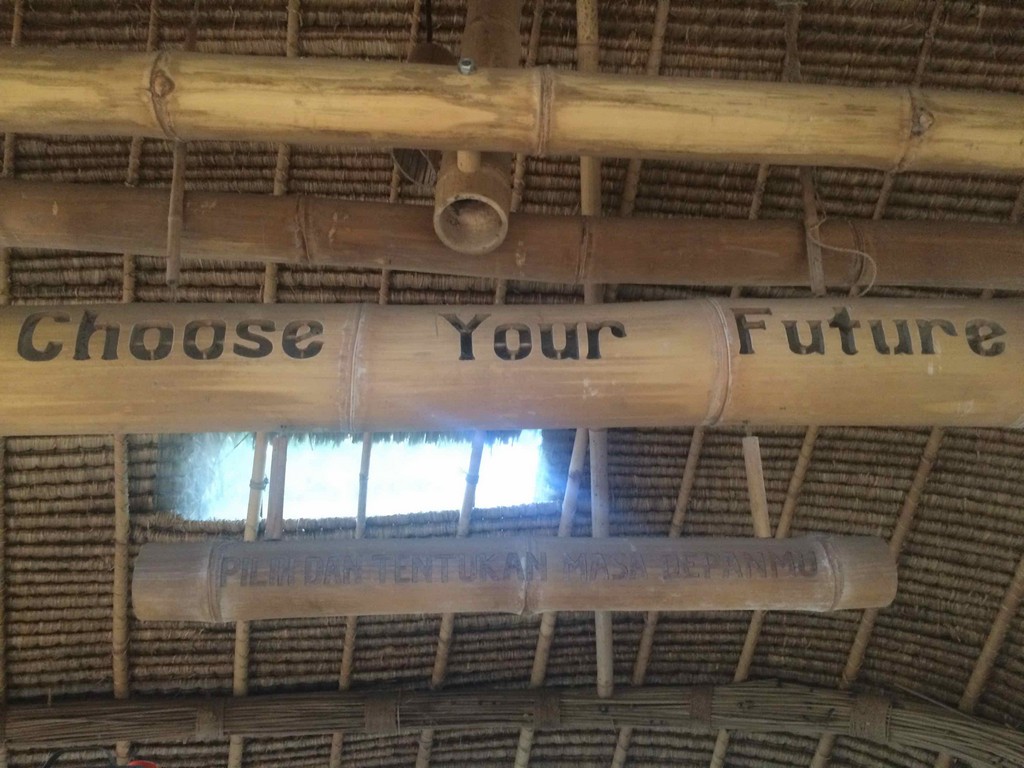 Choose Your Future
PILIH DAN TENTUKAN MASA DEPANMU